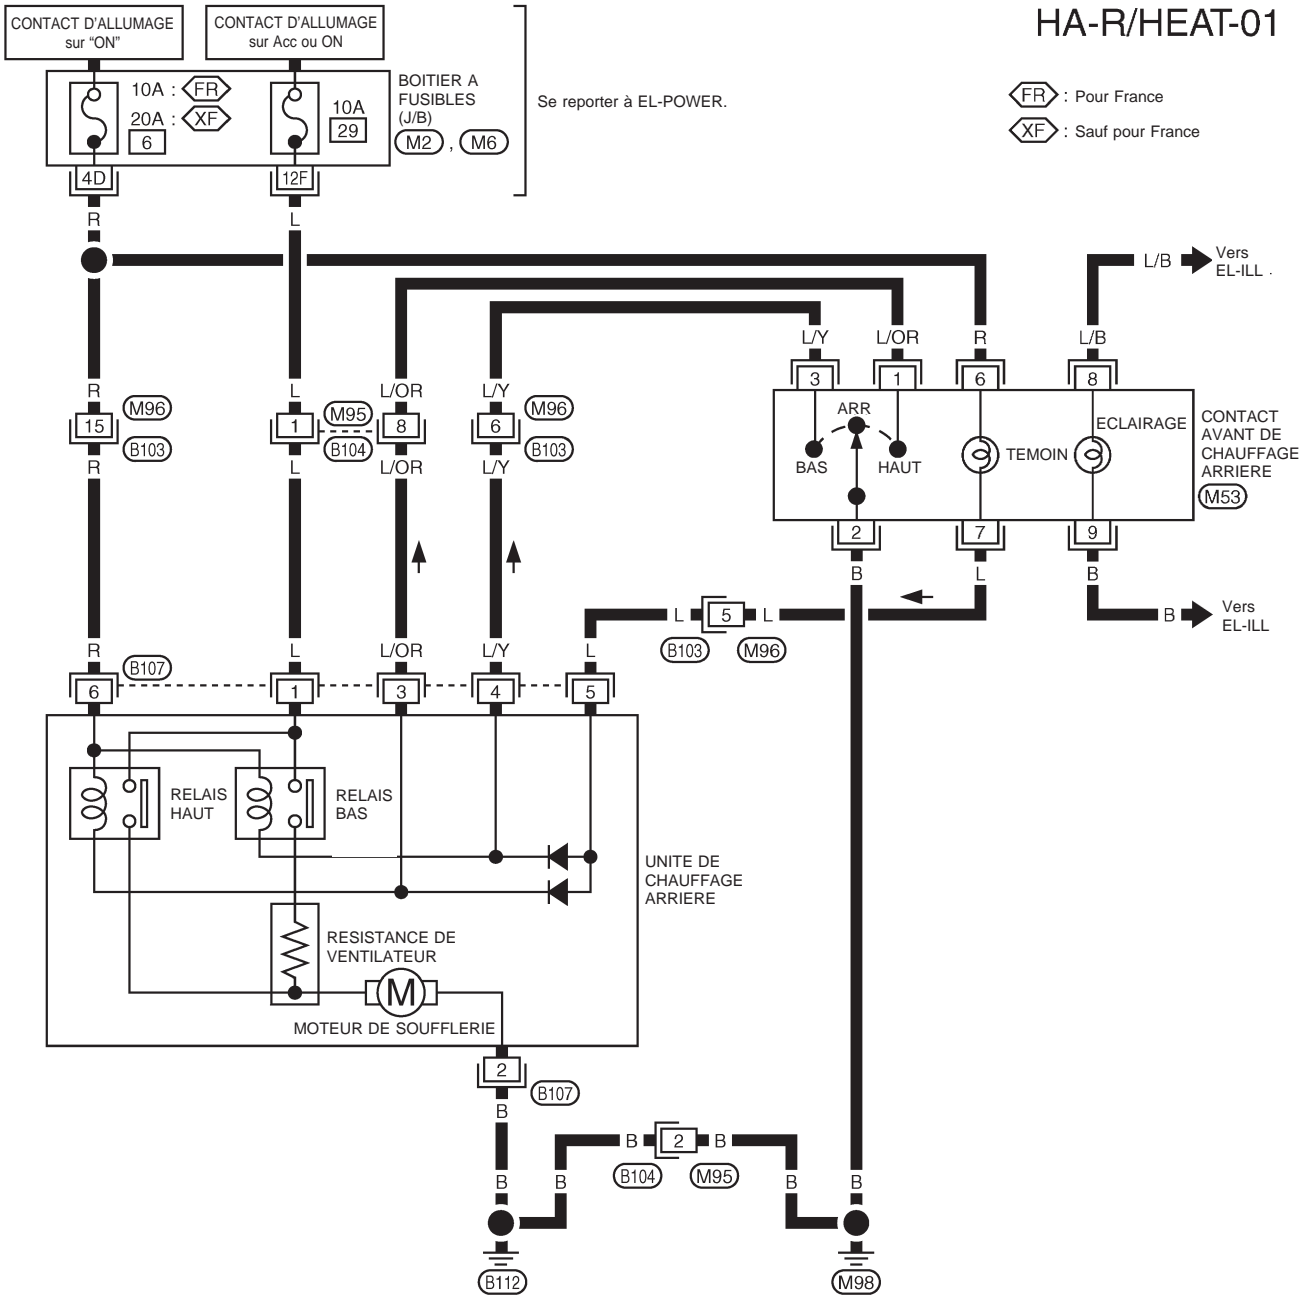 HA-R/HEAT-01
CONTACT D'ALLUMAGE
sur “ON”
CONTACT D'ALLUMAGE
sur Acc ou ON
10A : FR
20A : XF
6
10A
29
BOITIER A
FUSIBLES
(J/B)
M2 , M6
Se reporter à EL-POWER.
FR : Pour France
XF : Sauf pour France
4D
12F
R
L
L/B
Vers
EL-ILL .
L/Y
L/OR
R
L/B
3
1
6
8
R
L
L/OR
L/Y
15
M96
B103
1
M95
B104
8
6
M96
B103
R
L
L/OR
L/Y
ARR
BAS
HAUT
TEMOIN
ECLAIRAGE
CONTACT
AVANT DE
CHAUFFAGE
ARRIERE
M53
2
7
9
B
L
B
L
5
L
B103
M96
B
Vers
EL-ILL
R
L
L/OR
L/Y
L
B107
6
1
3
4
5
RELAIS
HAUT
RELAIS
BAS
UNITE DE
CHAUFFAGE
ARRIERE
RESISTANCE DE
VENTILATEUR
M
MOTEUR DE SOUFFLERIE
2
B107
B
B
2
B
B104
M95
B
B
B
B
B112
M98